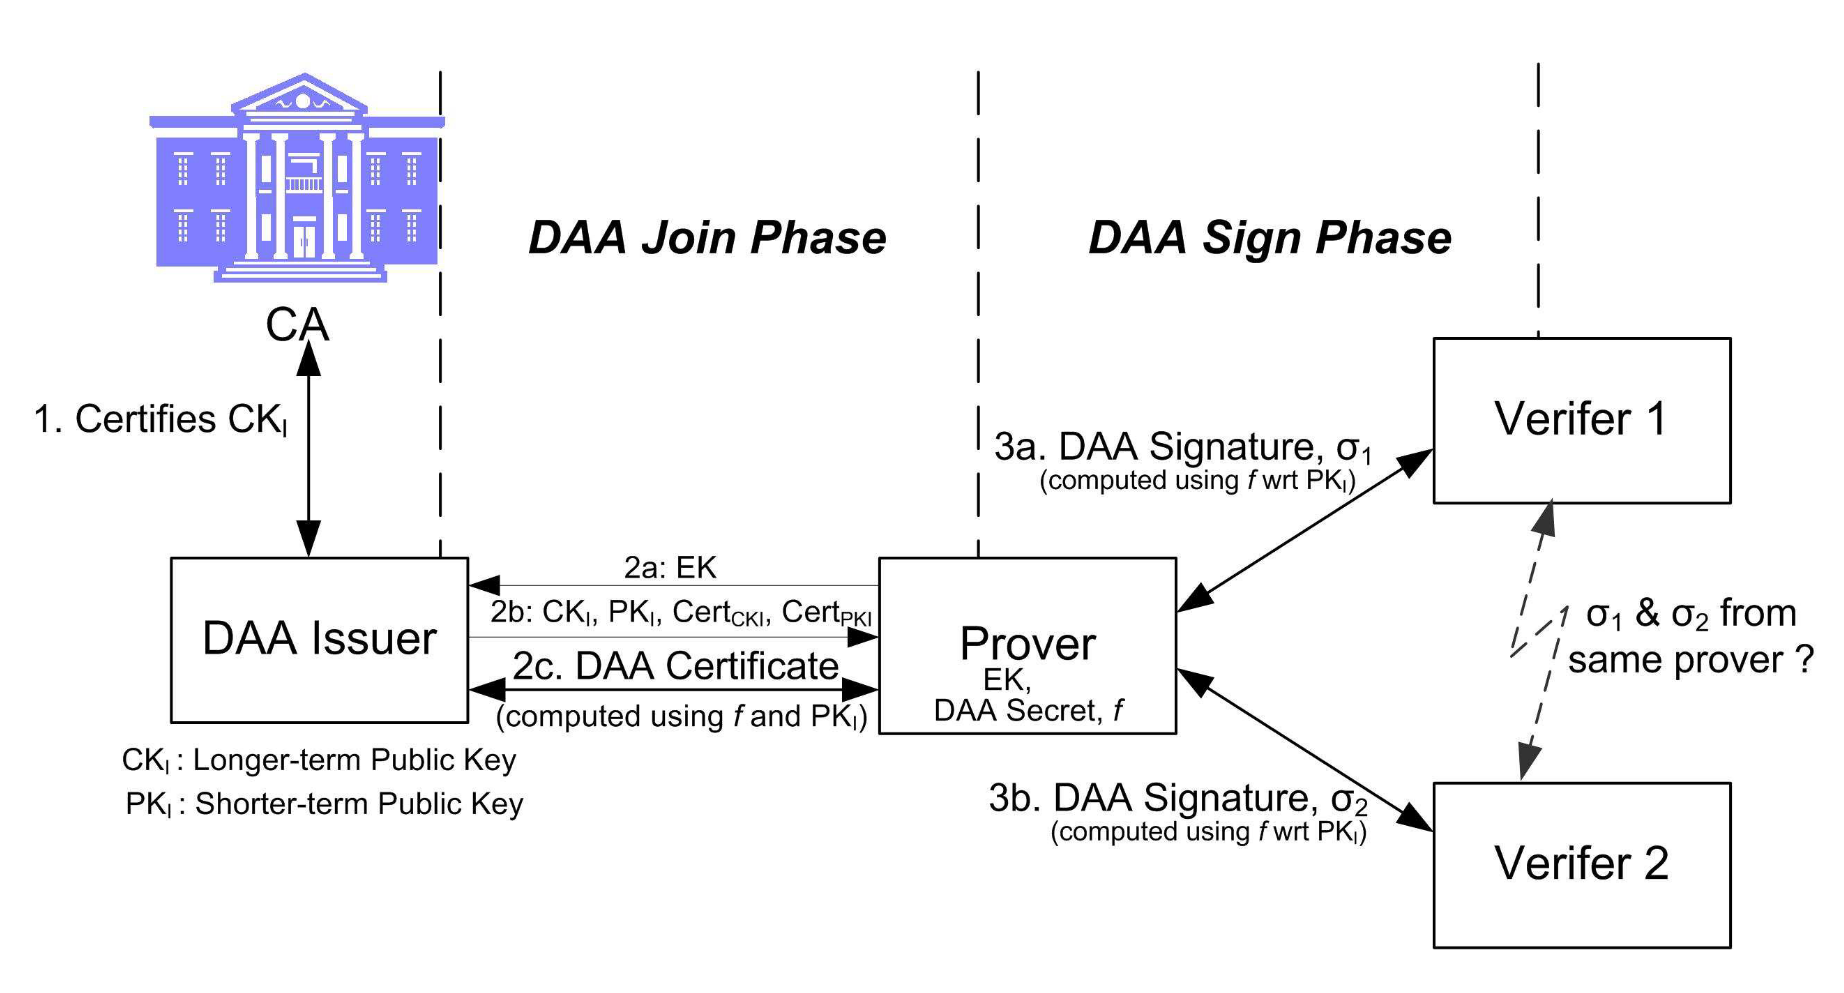 DAA Join Phase
DAA Sign Phase
CA
1. Certifies CKI
Verifer 1
3a. DAA Signature, σ1
(computed using f wrt PKI)
2a: EK
2b: CKI, PKI, CertCKI, CertPKI
DAA Issuer
2c. DAA Certificate
(computed using f and PKI)
Prover
EK,
DAA Secret, f
σ1 & σ2 from
same prover ?
CKI : Longer-term Public Key
PKI : Shorter-term Public Key
3b. DAA Signature, σ2
(computed using f wrt PKI)
Verifer 2